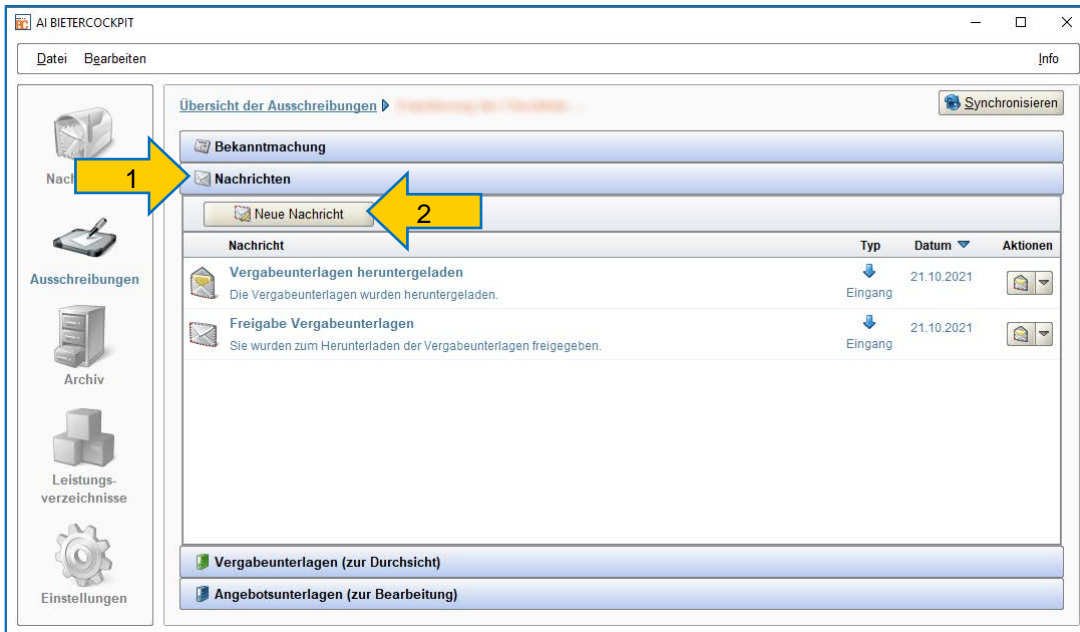 AI BIETERCOCKPIT
Datei Bearbeiten Info
Übersicht der Ausschreibungen
Synchronisieren
Bekanntmachung
1
Nachrichten
Neue Nachricht
2
Nachricht Typ Datum Aktionen
Vergabeunterlagen heruntergeladen
Die Vergabeunterlagen wurden heruntergeladen.
Eingang
21.10.2021
Freigabe Vergabeunterlagen
Sie wurden zum Herunterladen der Vergabeunterlagen freigegeben.
Eingang
21.10.2021
Vergabeunterlagen (zur Durchsicht)
Angebotsunterlagen (zur Bearbeitung)
Ausschreibungen
Archiv
Leistungs-
verzeichnisse
Einstellungen